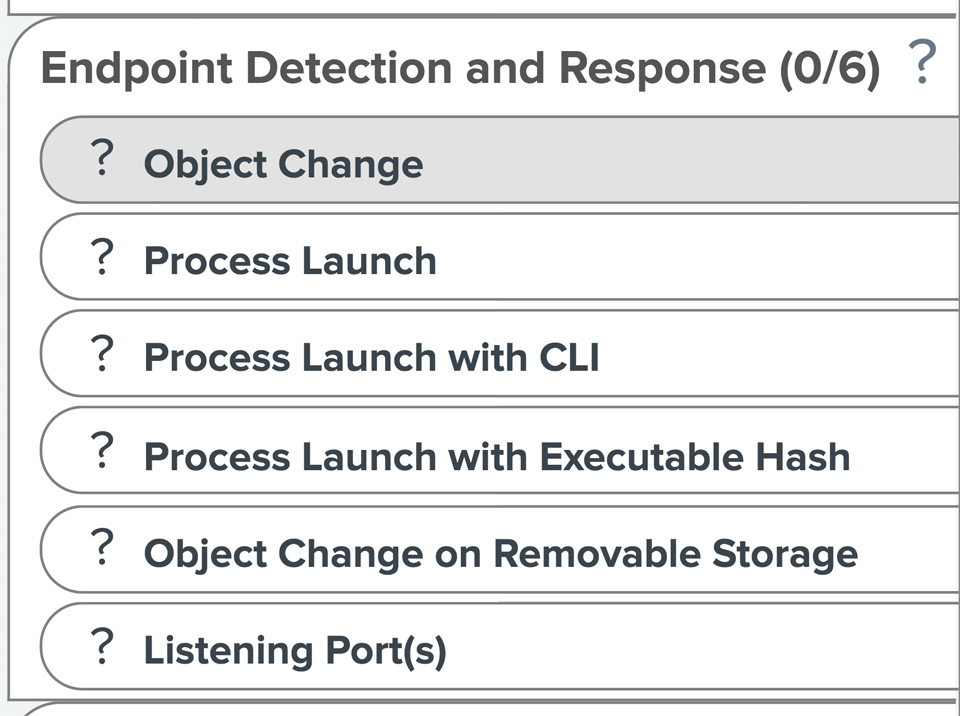 Endpoint Detection and Response (0/6) ?
? Object Change
? Process Launch
? Process Launch with CLI
? Process Launch with Executable Hash
? Object Change on Removable Storage
? Listening Port(s)